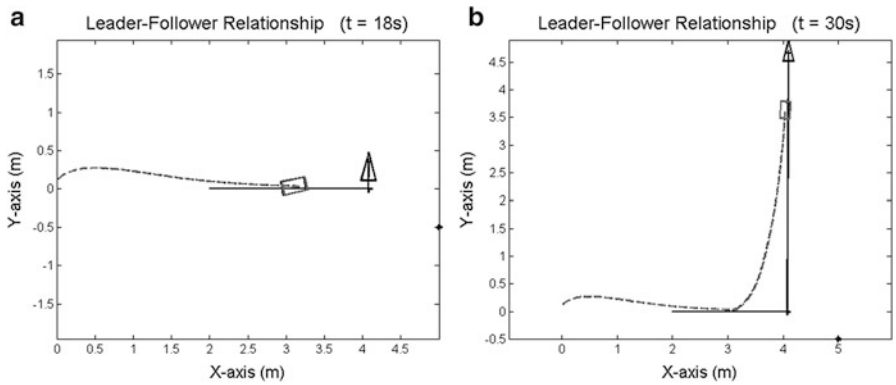 a
Leader-Follower Relationship (t = 18s)
1.5
1
0.5
0
-0.5
-1
-1.5
Y-axis (m)
0 0.5 1 1.5 2 2.5 3 3.5 4 4.5
X-axis (m)
b
Leader-Follower Relationship (t = 30s)
4.5
4
3.5
3
2.5
2
1.5
1
0.5
0
-0.5
Y-axis (m)
0 1 2 3 4 5
X-axis (m)